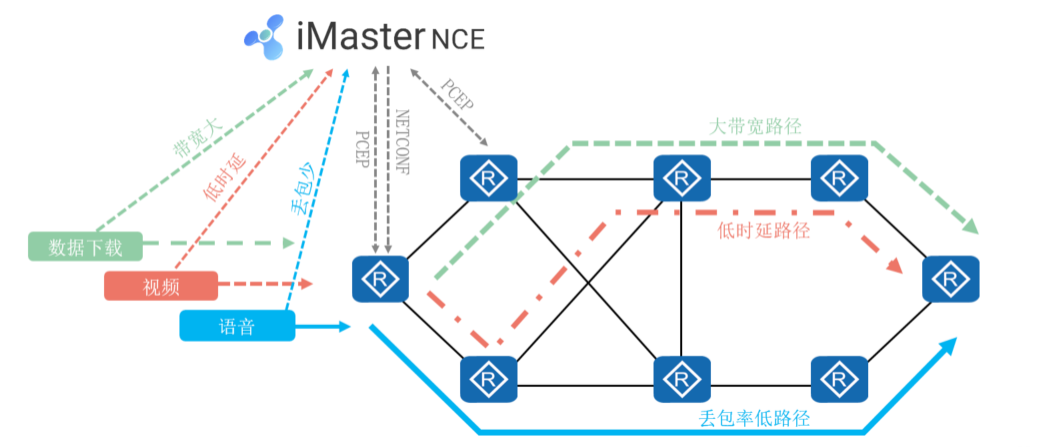 iMaster NCE
带宽大
低时延
丢包少
PCEP
NETCONF
PCEP
大带宽路径
R
R
R
低时延路径
数据下载
视频
语音
R
R
R
R
R
丢包率低路径